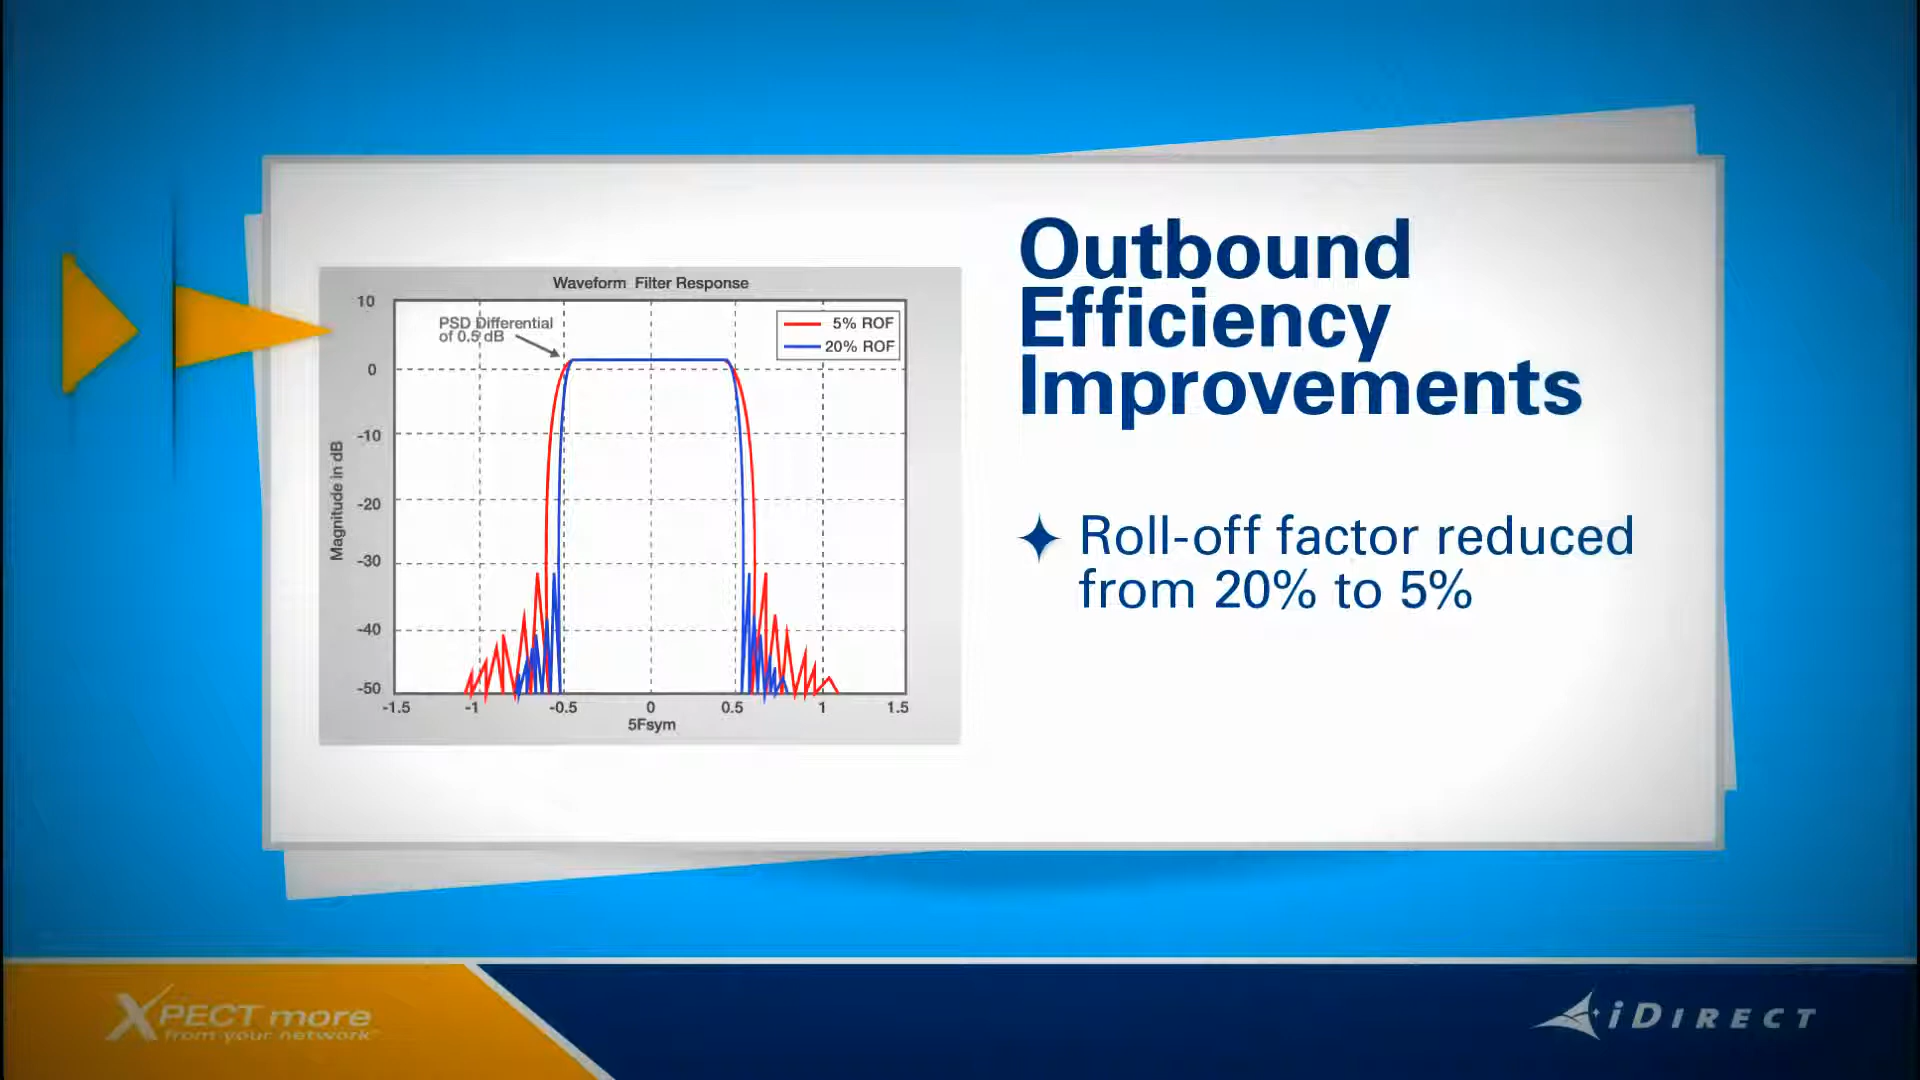 Waveform Filter Response
10
PSD Differential
of 0.5 dB
5% ROF
20% ROF
0
-10
-20
-30
-40
-50
Magnitude in dB
-1.5 -1 -0.5 0 0.5 1 1.5
5Fsym
Outbound
Efficiency
Improvements
Roll-off factor reduced
from 20% to 5%
XPECT more
from your network
iDIRECT